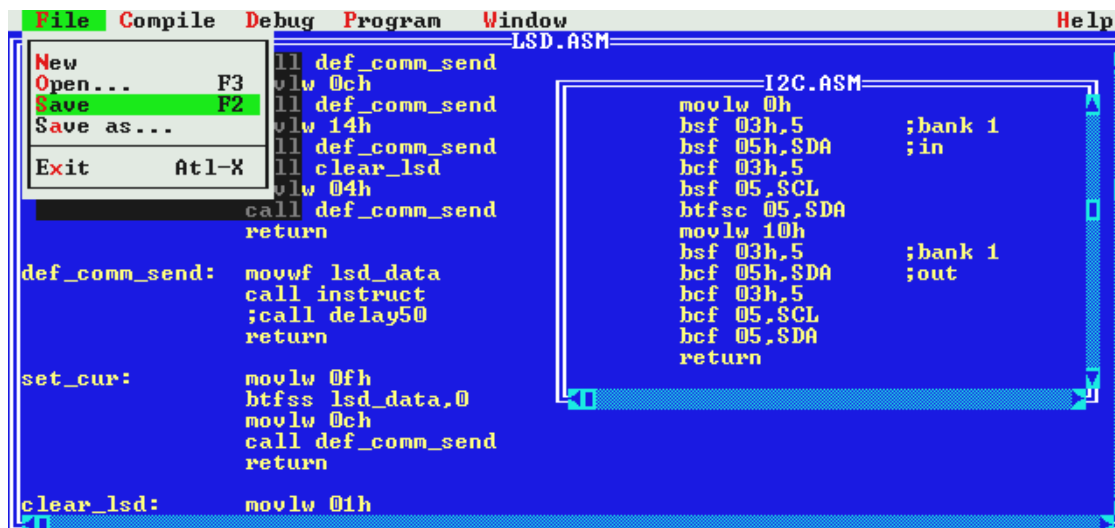 File Compile Debug Program Window Help
LSD.ASM
New
Open... F3
Save F2
Save as...
Exit Atl-X
ll def_comm_send
vlw 0ch
ll def_comm_send
vlw 14h
ll def_comm_send
ll clear_lsd
vlw 04h
call def_comm_send
return
def_comm_send: movwf lsd_data
call instruct
;call delay50
return
set_cur: movlw 0fh
btfss lsd_data,0
movlw 0ch
call def_comm_send
return
clear_lsd: movlw 01h
I2C.ASM
movlw 0h
bsf 03h,5 ;bank 1
bsf 05h,SDA ;in
bcf 03h,5
bsf 05,SCL
btfsc 05,SDA
movlw 10h
bsf 03h,5 ;bank 1
bcf 05h,SDA ;out
bcf 03h,5
bcf 05,SCL
bcf 05,SDA
return